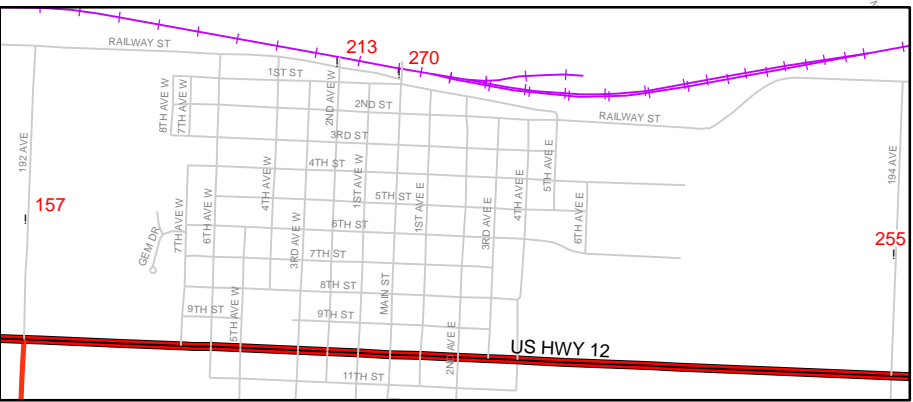 RAILWAY ST
213
270
1ST ST
2ND AVE W
2ND ST
8TH AVE W
7TH AVE W
RAILWAY ST
3RD ST
192 AVE
4TH ST
194 AVE
5TH AVE E
4TH AVE W
1ST AVE W
5TH ST
4TH AVE E
157
7TH AVE W
6TH AVE W
1ST AVE E
3RD AVE E
6TH AVE E
6TH ST
3RD AVE W
GEM DR
7TH ST
255
8TH ST
MAIN ST
9TH ST
5TH AVE W
9TH ST
2ND AVE E
US HWY 12
11TH ST